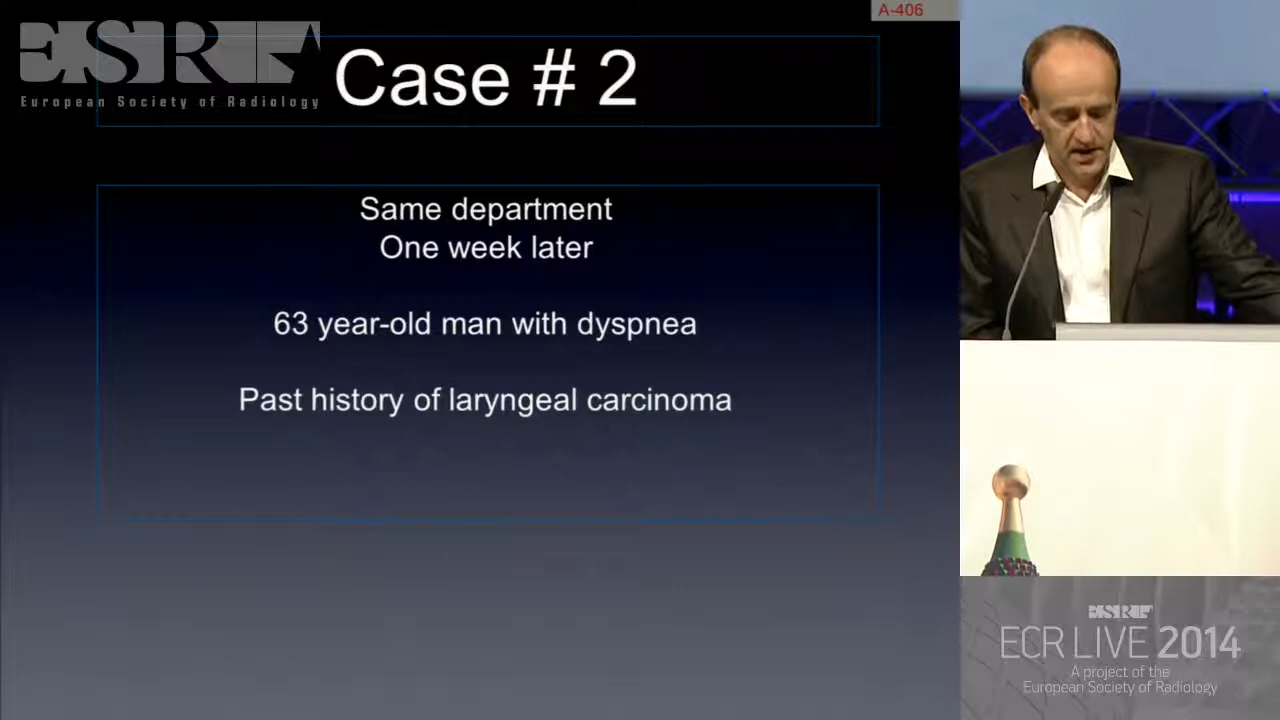 A-406
ESR
European Society of Radiology
Case # 2
Same department
One week later
63 year-old man with dyspnea
Past history of laryngeal carcinoma
ESR
ECR LIVE 2014
A project of the
European Society of Radiology